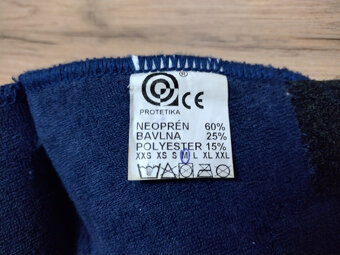 ® CE
PROTETIKA
NEOPRÉN 60%
BAVLNA 25%
POLYESTER 15%
XXS XS S M L XL XXL